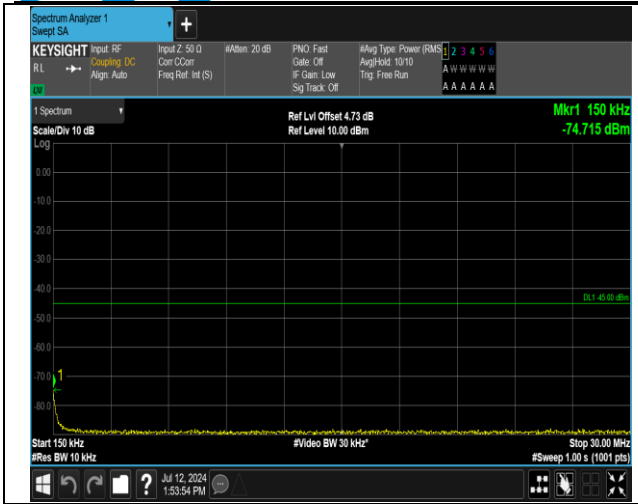 Spectrum Analyzer 1
Swept SA
+
KEYSIGHT
RL
Input: RF
Coupling: DC
Align: Auto
Input Z: 50 Ω
Corr CCorr
Freq Ref: Int (S)
#Atten: 20 dB
PNO: Fast
Gate: Off
IF Gain: Low
Sig Track: Off
#Avg Type: Power (RMS
Avg|Hold: 10/10
Trig: Free Run
1 2 3 4 5 6
A W W W W W
A A A A A A
LW
1 Spectrum
Scale/Div 10 dB
Ref Lvl Offset 4.73 dB
Ref Level 10.00 dBm
Mkr1 150 kHz
-74.715 dBm
Log
0.00
-10.0
-20.0
-30.0
-40.0
DL1 -45.00 dBm
-50.0
-60.0
-70.0
1
-80.0
Start 150 kHz
#Video BW 30 kHz*
Stop 30.00 MHz
#Res BW 10 kHz
#Sweep 1.00 s (1001 pts)
?
Jul 12, 2024
1:53:54 PM